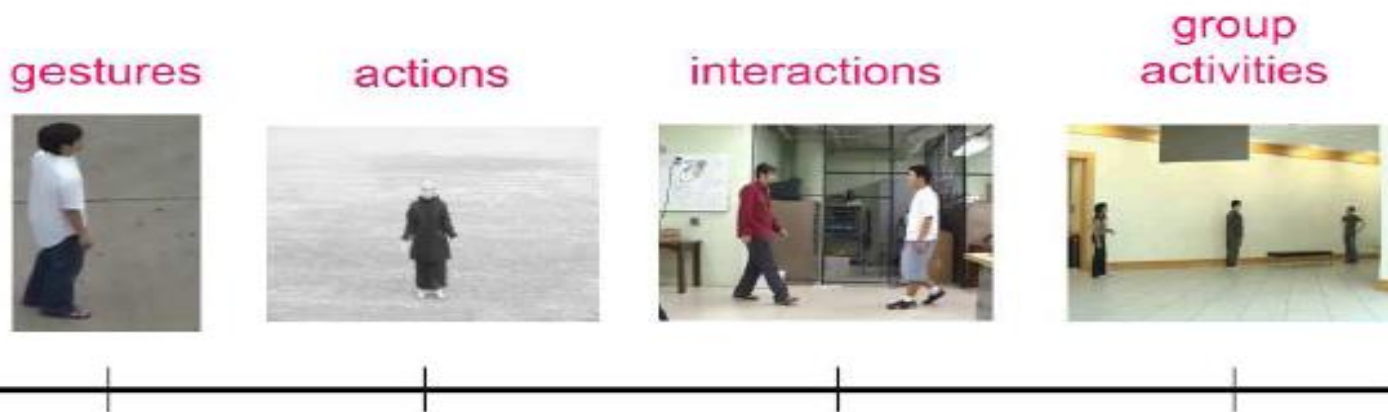 gestures
actions
interactions
group
activities